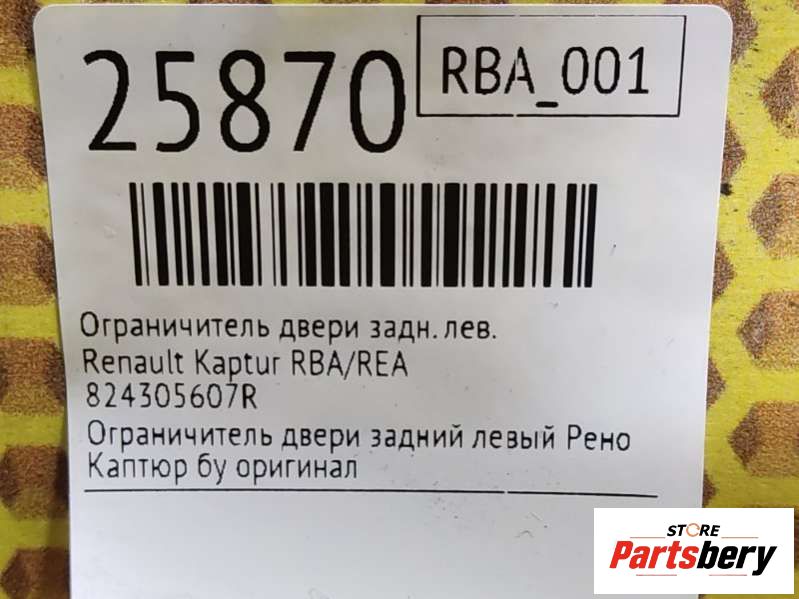 25870
RBA_001
Ограничитель двери задн. лев.
Renault Kaptur RBA/REA
824305607R
Ограничитель двери задний левый Рено
Каптюр бу оригинал
STORE
Partsbery